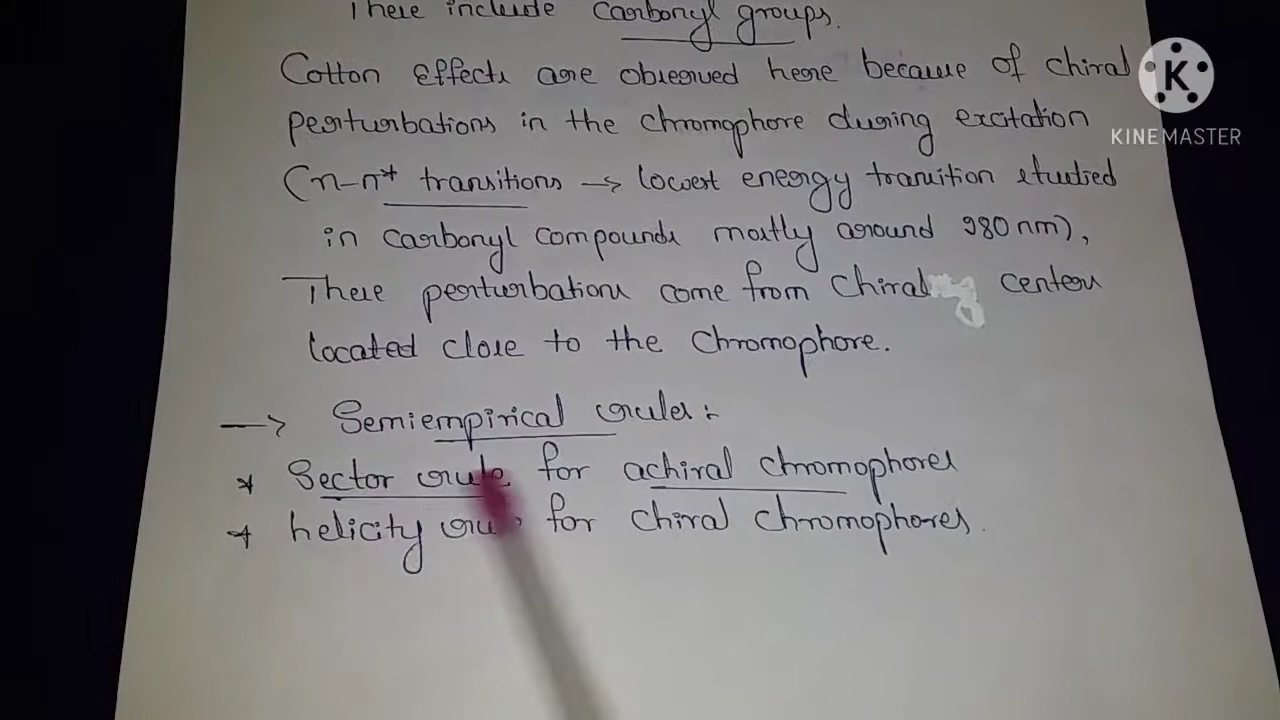 These include carbonyl groups.
Cotton effects are observed here because of chiral
perturbations in the chromophore during excitation
(n-π* transitions → lowest energy transition studied
in carbonyl compounds mostly around 980 nm),
These perturbations come from chiral centers
located close to the chromophore.
→ Semiempirical rules:
* Sector rule for achiral chromophores
* helicity for chiral chromophores.
K
KINEMASTER